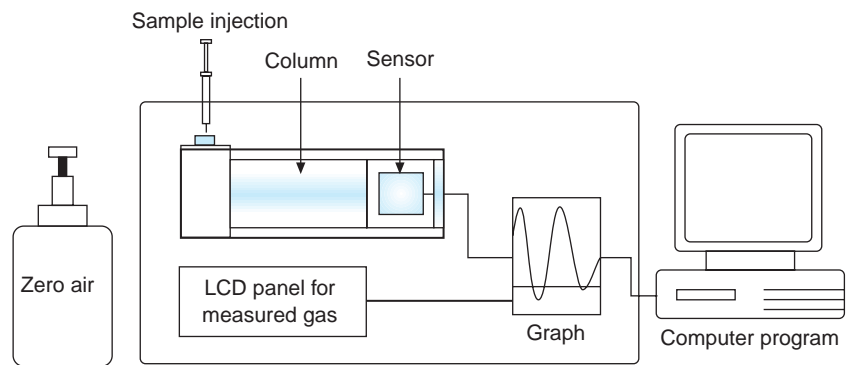 Sample injection
Column
Sensor
Zero air
LCD panel for
measured gas
Graph
Computer program